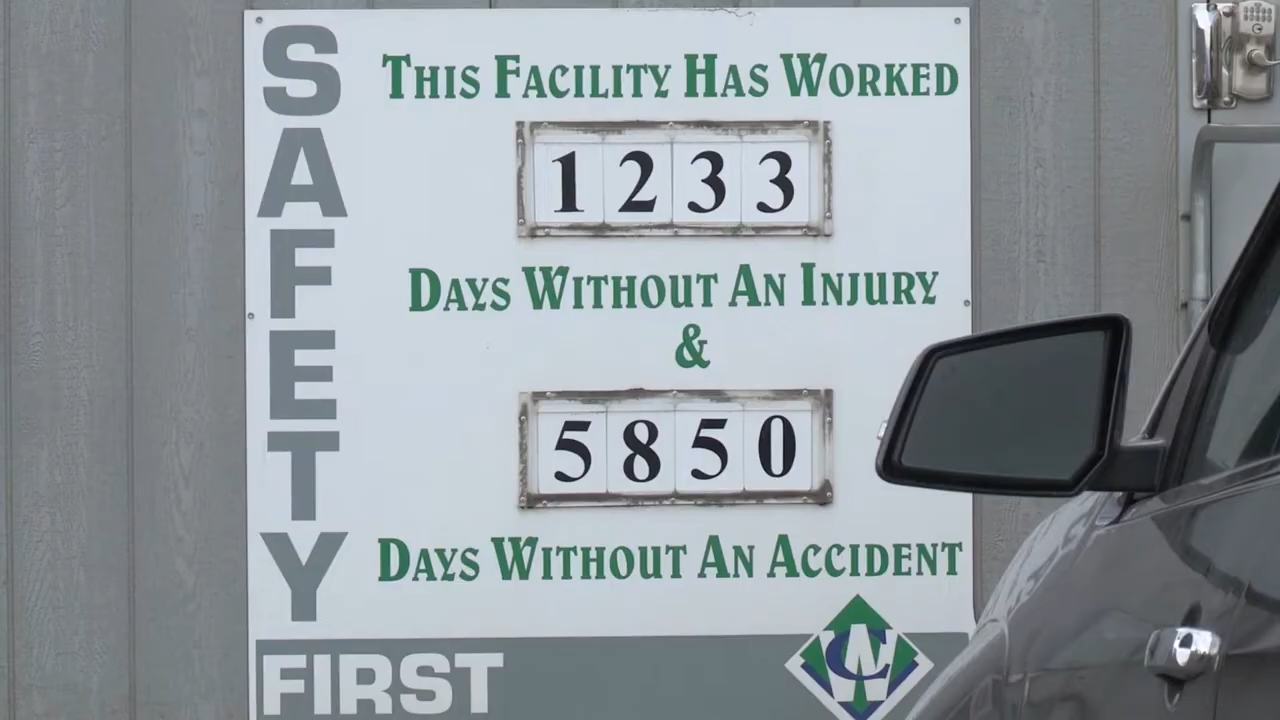 SAFETY
FIRST
THIS FACILITY HAS WORKED
1233
DAYS WITHOUT AN INJURY
&
5850
DAYS WITHOUT AN ACCIDENT